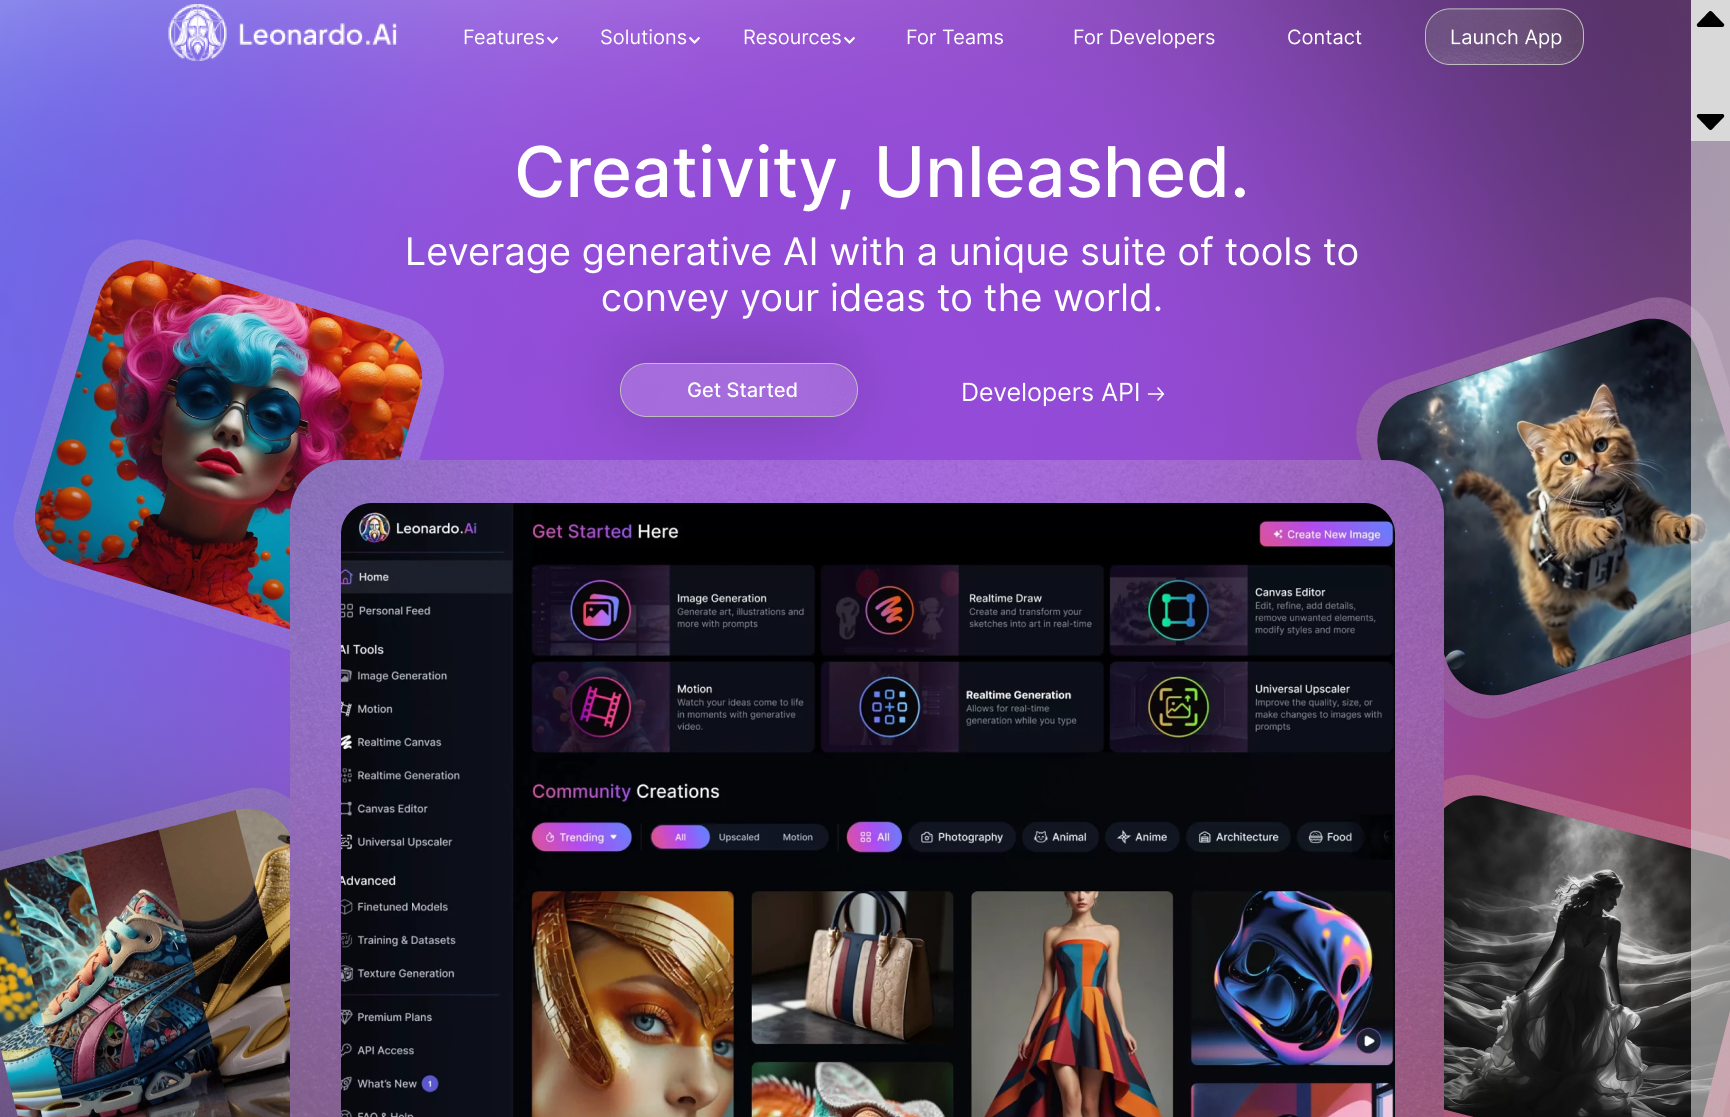 Leonardo.Ai
Features
Solutions
Resources
For Teams
For Developers
Contact
Launch App
Creativity, Unleashed.
Leverage generative AI with a unique suite of tools to
convey your ideas to the world.
Get Started
Developers API →
Leonardo.Ai
Home
Personal Feed
AI Tools
Image Generation
Motion
Realtime Canvas
Realtime Generation
Canvas Editor
Universal Upscaler
Advanced
Finetuned Models
Training & Datasets
Texture Generation
Premium Plans
API Access
What's New 1
FAQ & Help
Get Started Here
Create New Image
Image Generation
Generate art, illustrations and
more with prompts
Realtime Draw
Create and transform your
sketches into art in real-time
Canvas Editor
Edit, refine, add details,
remove unwanted elements,
modify styles and more
Motion
Watch your ideas come to life
in moments with generative
video.
Realtime Generation
Allows for real-time
generation while you type
Universal Upscaler
Improve the quality, size, or
make changes to images with
prompts
Community Creations
Trending
All
Upscaled
Motion
All
Photography
Animal
Anime
Architecture
Food